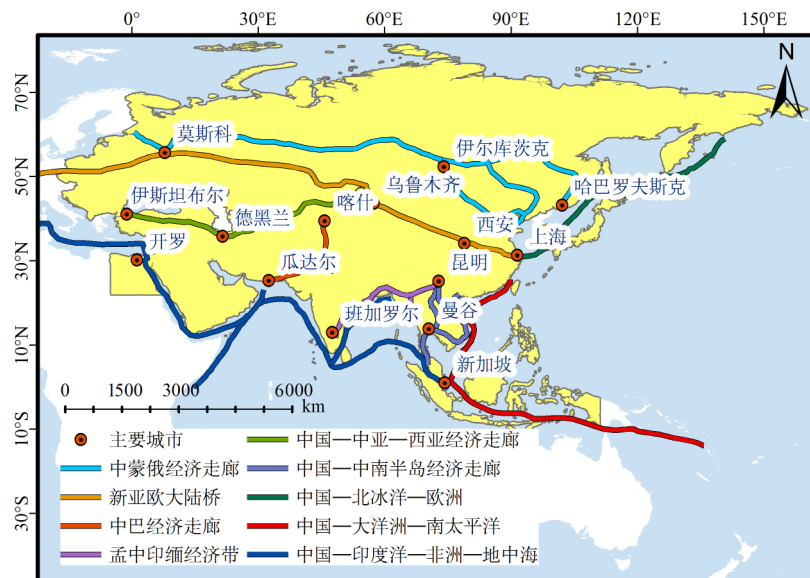 0° 30°E 60°E 90°E 120°E 150°E
N
70°N
50°N
30°N
10°N
10°S
30°S
莫斯科
伊尔库茨克
乌鲁木齐
哈巴罗夫斯克
伊斯坦布尔
喀什
德黑兰
西安
上海
开罗
瓜达尔
昆明
班加罗尔
曼谷
新加坡
0 1500 3000 6000
km
主要城市
中国—中亚—西亚经济走廊
中蒙俄经济走廊
中国—中南半岛经济走廊
新亚欧大陆桥
中国—北冰洋—欧洲
中巴经济走廊
中国—大洋洲—南太平洋
孟中印缅经济带
中国—印度洋—非洲—地中海